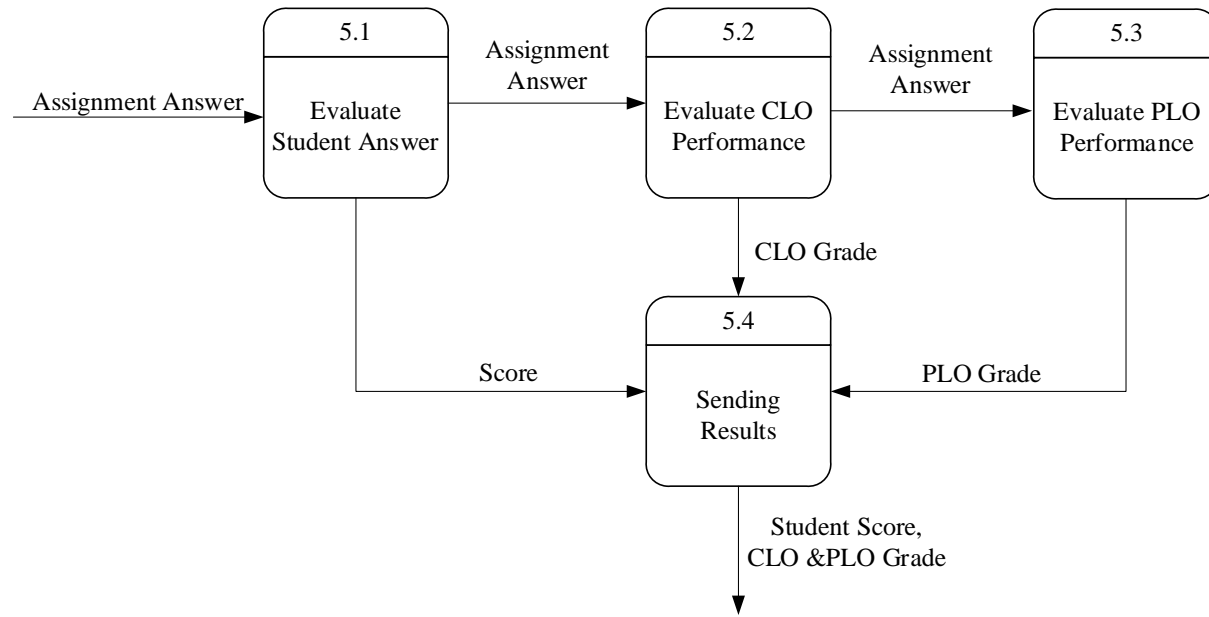 5.1
5.2
5.3
Assignment
Answer
Assignment
Answer
Assignment Answer
Evaluate
Student Answer
Evaluate CLO
Performance
Evaluate PLO
Performance
CLO Grade
5.4
Score
PLO Grade
Sending
Results
Student Score,
CLO &PLO Grade